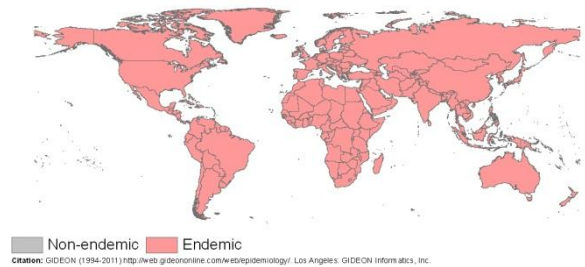 Non-endemic Endemic
Citation: GIDEON (1994-2011) http://web.gideononline.com/web/epidemiology/. Los Angeles: GIDEON Informatics, Inc.